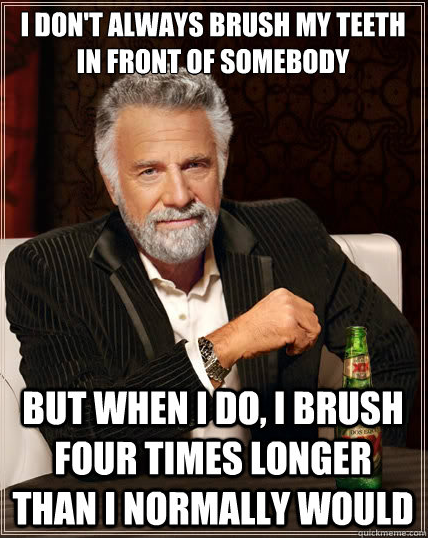 I DON'T ALWAYS BRUSH MY TEETH
IN FRONT OF SOMEBODY
BUT WHEN I DO, I BRUSH
FOUR TIMES LONGER
THAN I NORMALLY WOULD
quickmeme.com